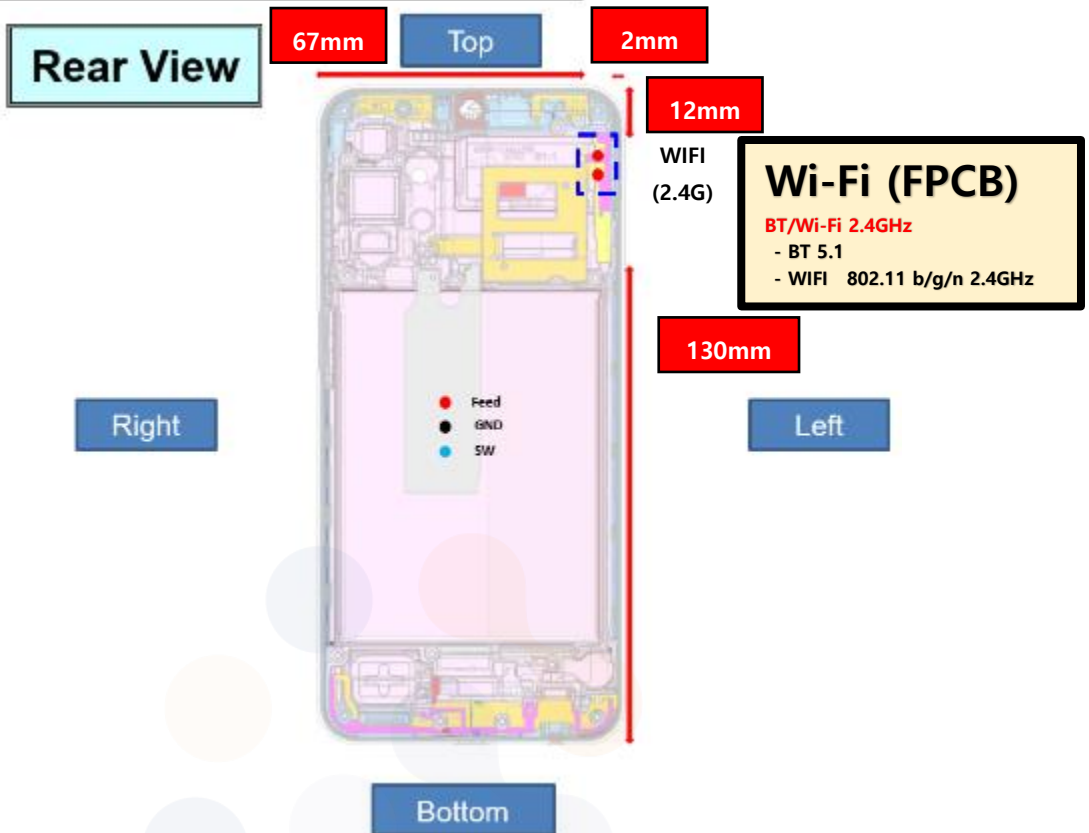 Rear View
67mm
Top
2mm
12mm
WIFI
(2.4G)
Wi-Fi (FPCB)
BT/Wi-Fi 2.4GHz
- BT 5.1
- WIFI 802.11 b/g/n 2.4GHz
130mm
Feed
GND
SW
Right
Left
Bottom